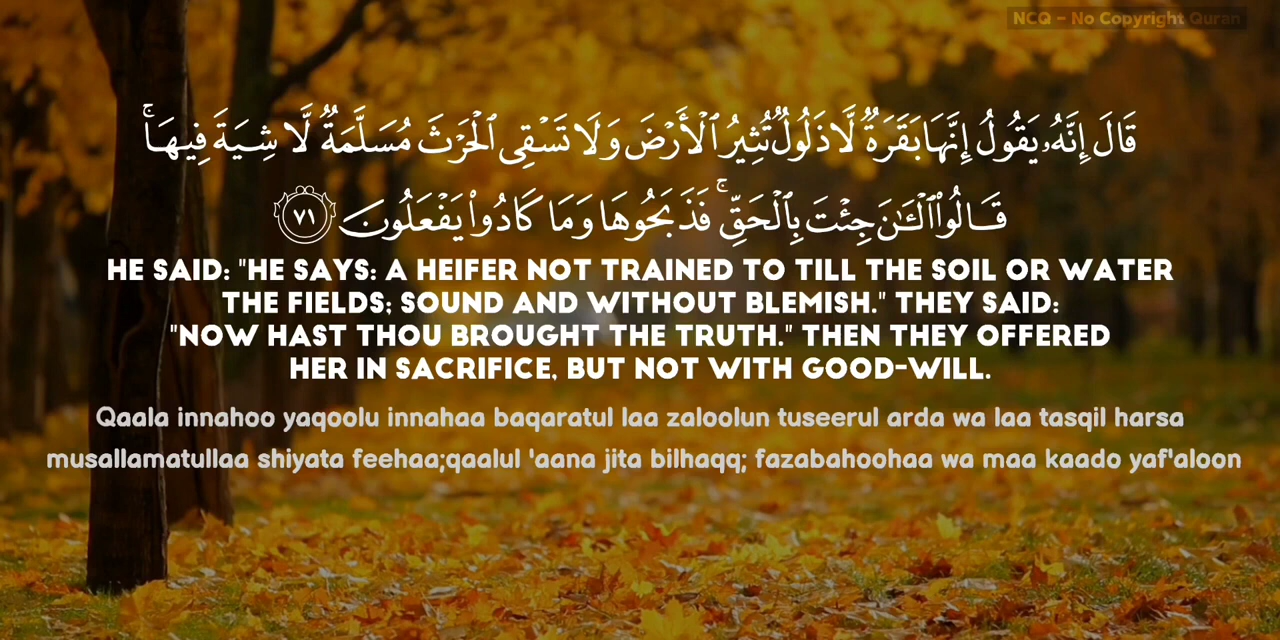 NCQ - No Copyright Quran
قَالَ إِنَّهُۥ يَقُولُ إِنَّهَا بَقَرَةٌ لَّا ذَلُولٌ تُثِيرُ ٱلْأَرْضَ وَلَا تَسْقِى ٱلْحَرْثَ مُسَلَّمَةٌ لَّا شِيَةَ فِيهَا ۚ
قَالُوا۟ ٱلْـَٔـٰنَ جِئْتَ بِٱلْحَقِّ ۚ فَذَبَحُوهَا وَمَا كَادُوا۟ يَفْعَلُونَ ٧١
HE SAID: "HE SAYS: A HEIFER NOT TRAINED TO TILL THE SOIL OR WATER
THE FIELDS; SOUND AND WITHOUT BLEMISH." THEY SAID:
"NOW HAST THOU BROUGHT THE TRUTH." THEN THEY OFFERED
HER IN SACRIFICE, BUT NOT WITH GOOD-WILL.
Qaala innahoo yaqoolu innahaa baqaratul laa zaloolun tuseerul arda wa laa tasqil harsa
musallamatullaa shiyata feehaa;qaalul 'aana jita bilhaqq; fazabahoohaa wa maa kaado yaf'aloon